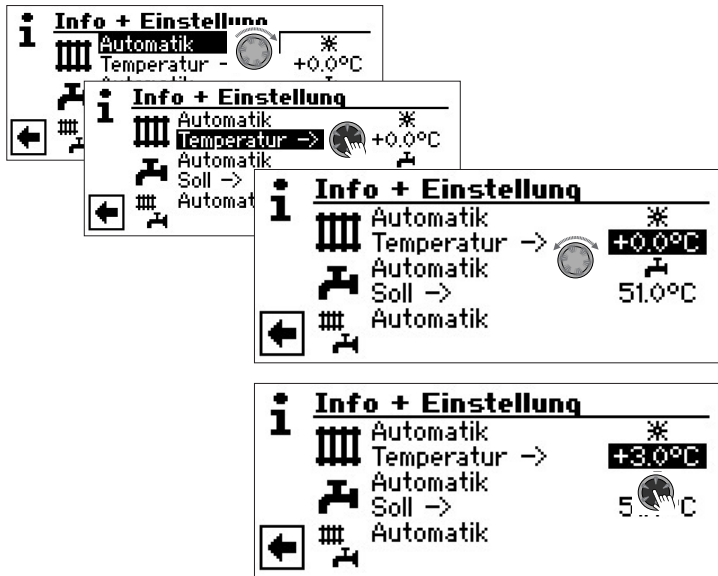 i Info + Einstellung
Automatik
Temperatur - +0.0°C
i Info + Einstellung
Automatik
Temperatur -> +0.0°C
Automatik
Soll ->
Automat
i Info + Einstellung
Automatik
Temperatur -> +0.0°C
Automatik
Soll -> 51.0°C
Automatik
i Info + Einstellung
Automatik
Temperatur -> +3.0°C
Automatik
Soll ->
Automatik